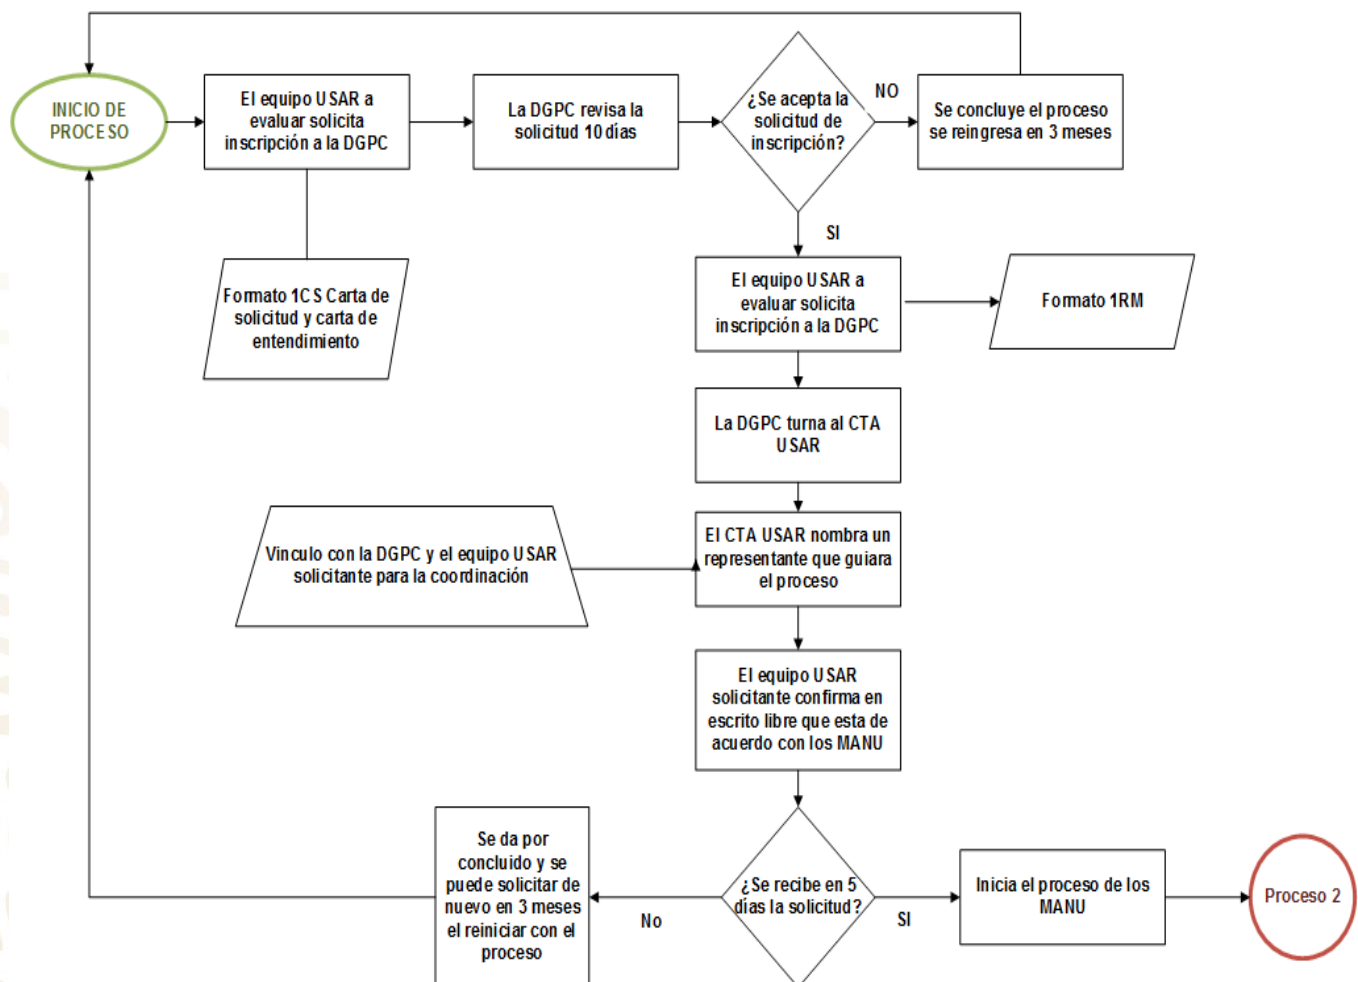 INICIO DE
PROCESO
El equipo USAR a
evaluar solicita
inscripción a la DGPC
La DGPC revisa la
solicitud 10 días
¿Se acepta la
solicitud de
inscripción?
NO
Se concluye el proceso
se reingresa en 3 meses
SI
Formato 1CS Carta de
solicitud y carta de
entendimiento
El equipo USAR a
evaluar solicita
inscripción a la DGPC
Formato 1RM
La DGPC turna al CTA
USAR
Vinculo con la DGPC y el equipo USAR
solicitante para la coordinación
El CTA USAR nombra un
representante que guiara
el proceso
El equipo USAR
solicitante confirma en
escrito libre que esta de
acuerdo con los MANU
Se da por
concluido y se
puede solicitar de
nuevo en 3 meses
el reiniciar con el
proceso
No
¿Se recibe en 5
días la solicitud?
SI
Inicia el proceso de los
MANU
Proceso 2